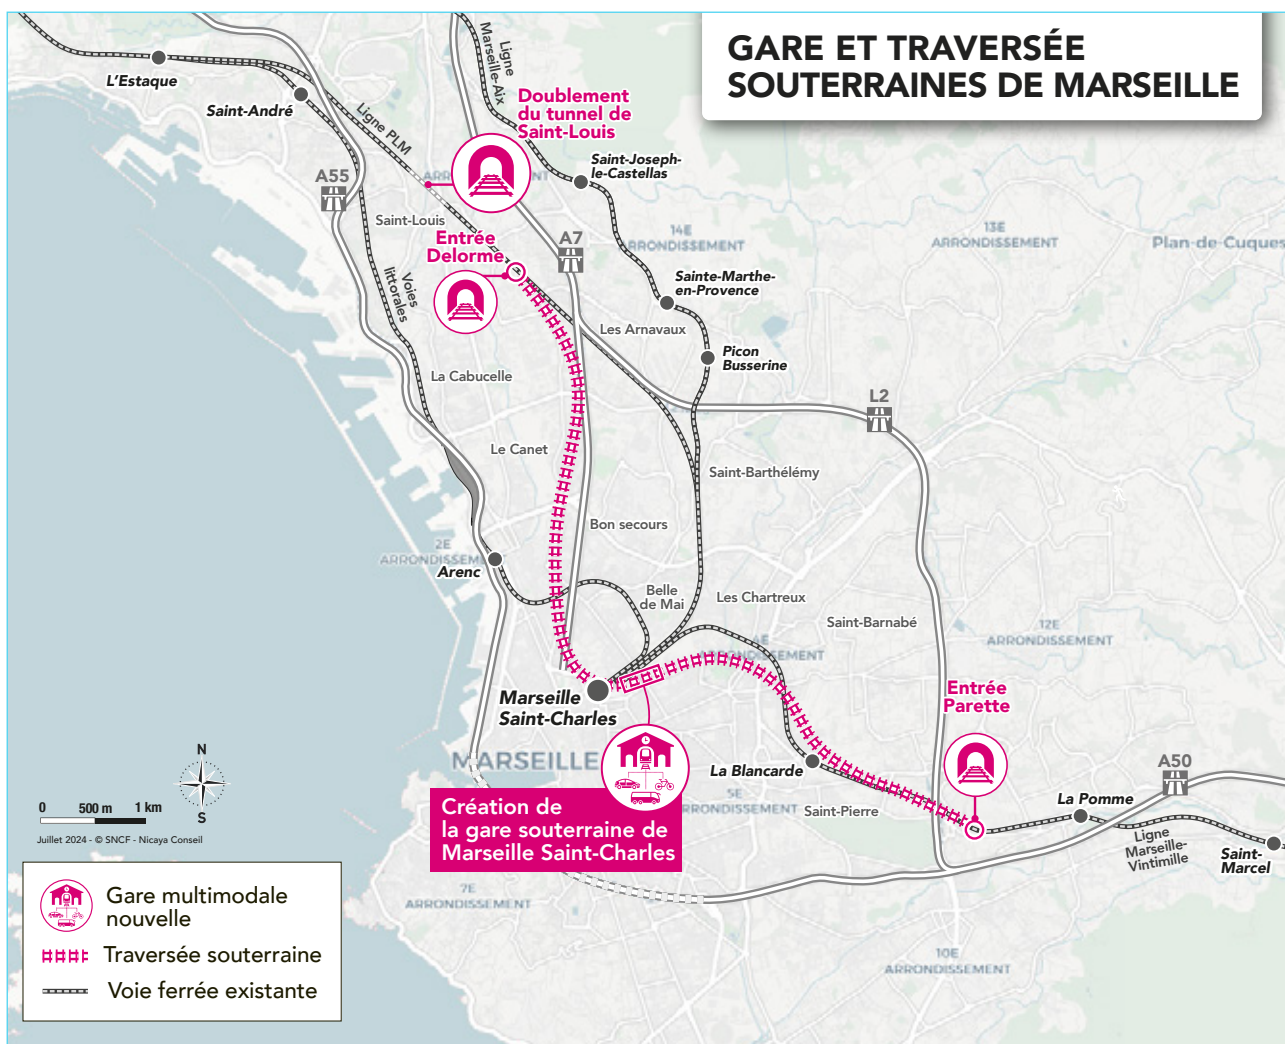 GARE ET TRAVERSÉE
SOUTERRAINES DE MARSEILLE
L'Estaque
Saint-André
Ligne PLM
Ligne
Marseille-Aix
Doublement
du tunnel de
Saint-Louis
ARR
NT
Saint-Joseph-
le-Castellas
A55
Saint-Louis
Entrée
Delorme
A7
14E
ARRONDISSEMENT
13E
ARRONDISSEMENT
Plan-de-Cuques
Voies
littorales
Sainte-Marthe-
en-Provence
Les Arnavaux
Picon
Busserine
La Cabucelle
L2
Le Canet
Saint-Barthélémy
Bon secours
2E
ARRONDISSEMENT
Arenc
Belle
de Mai
Les Chartreux
Saint-Barnabé
12E
ARRONDISSEMENT
4E
ARRONDISSEMENT
Marseille
Saint-Charles
Entrée
Parette
MARSEILLE
La Blancarde
A50
5E
ARRONDISSEMENT
Saint-Pierre
La Pomme
Ligne
Marseille-
Vintimille
Saint-
Marcel
Création de
la gare souterraine de
Marseille Saint-Charles
N
S
0 500 m 1 km
Juillet 2024 - © SNCF - Nicaya Conseil
7E
ARRONDISSEMENT
10E
ARRONDISSEMENT
Gare multimodale
nouvelle
Traversée souterraine
Voie ferrée existante